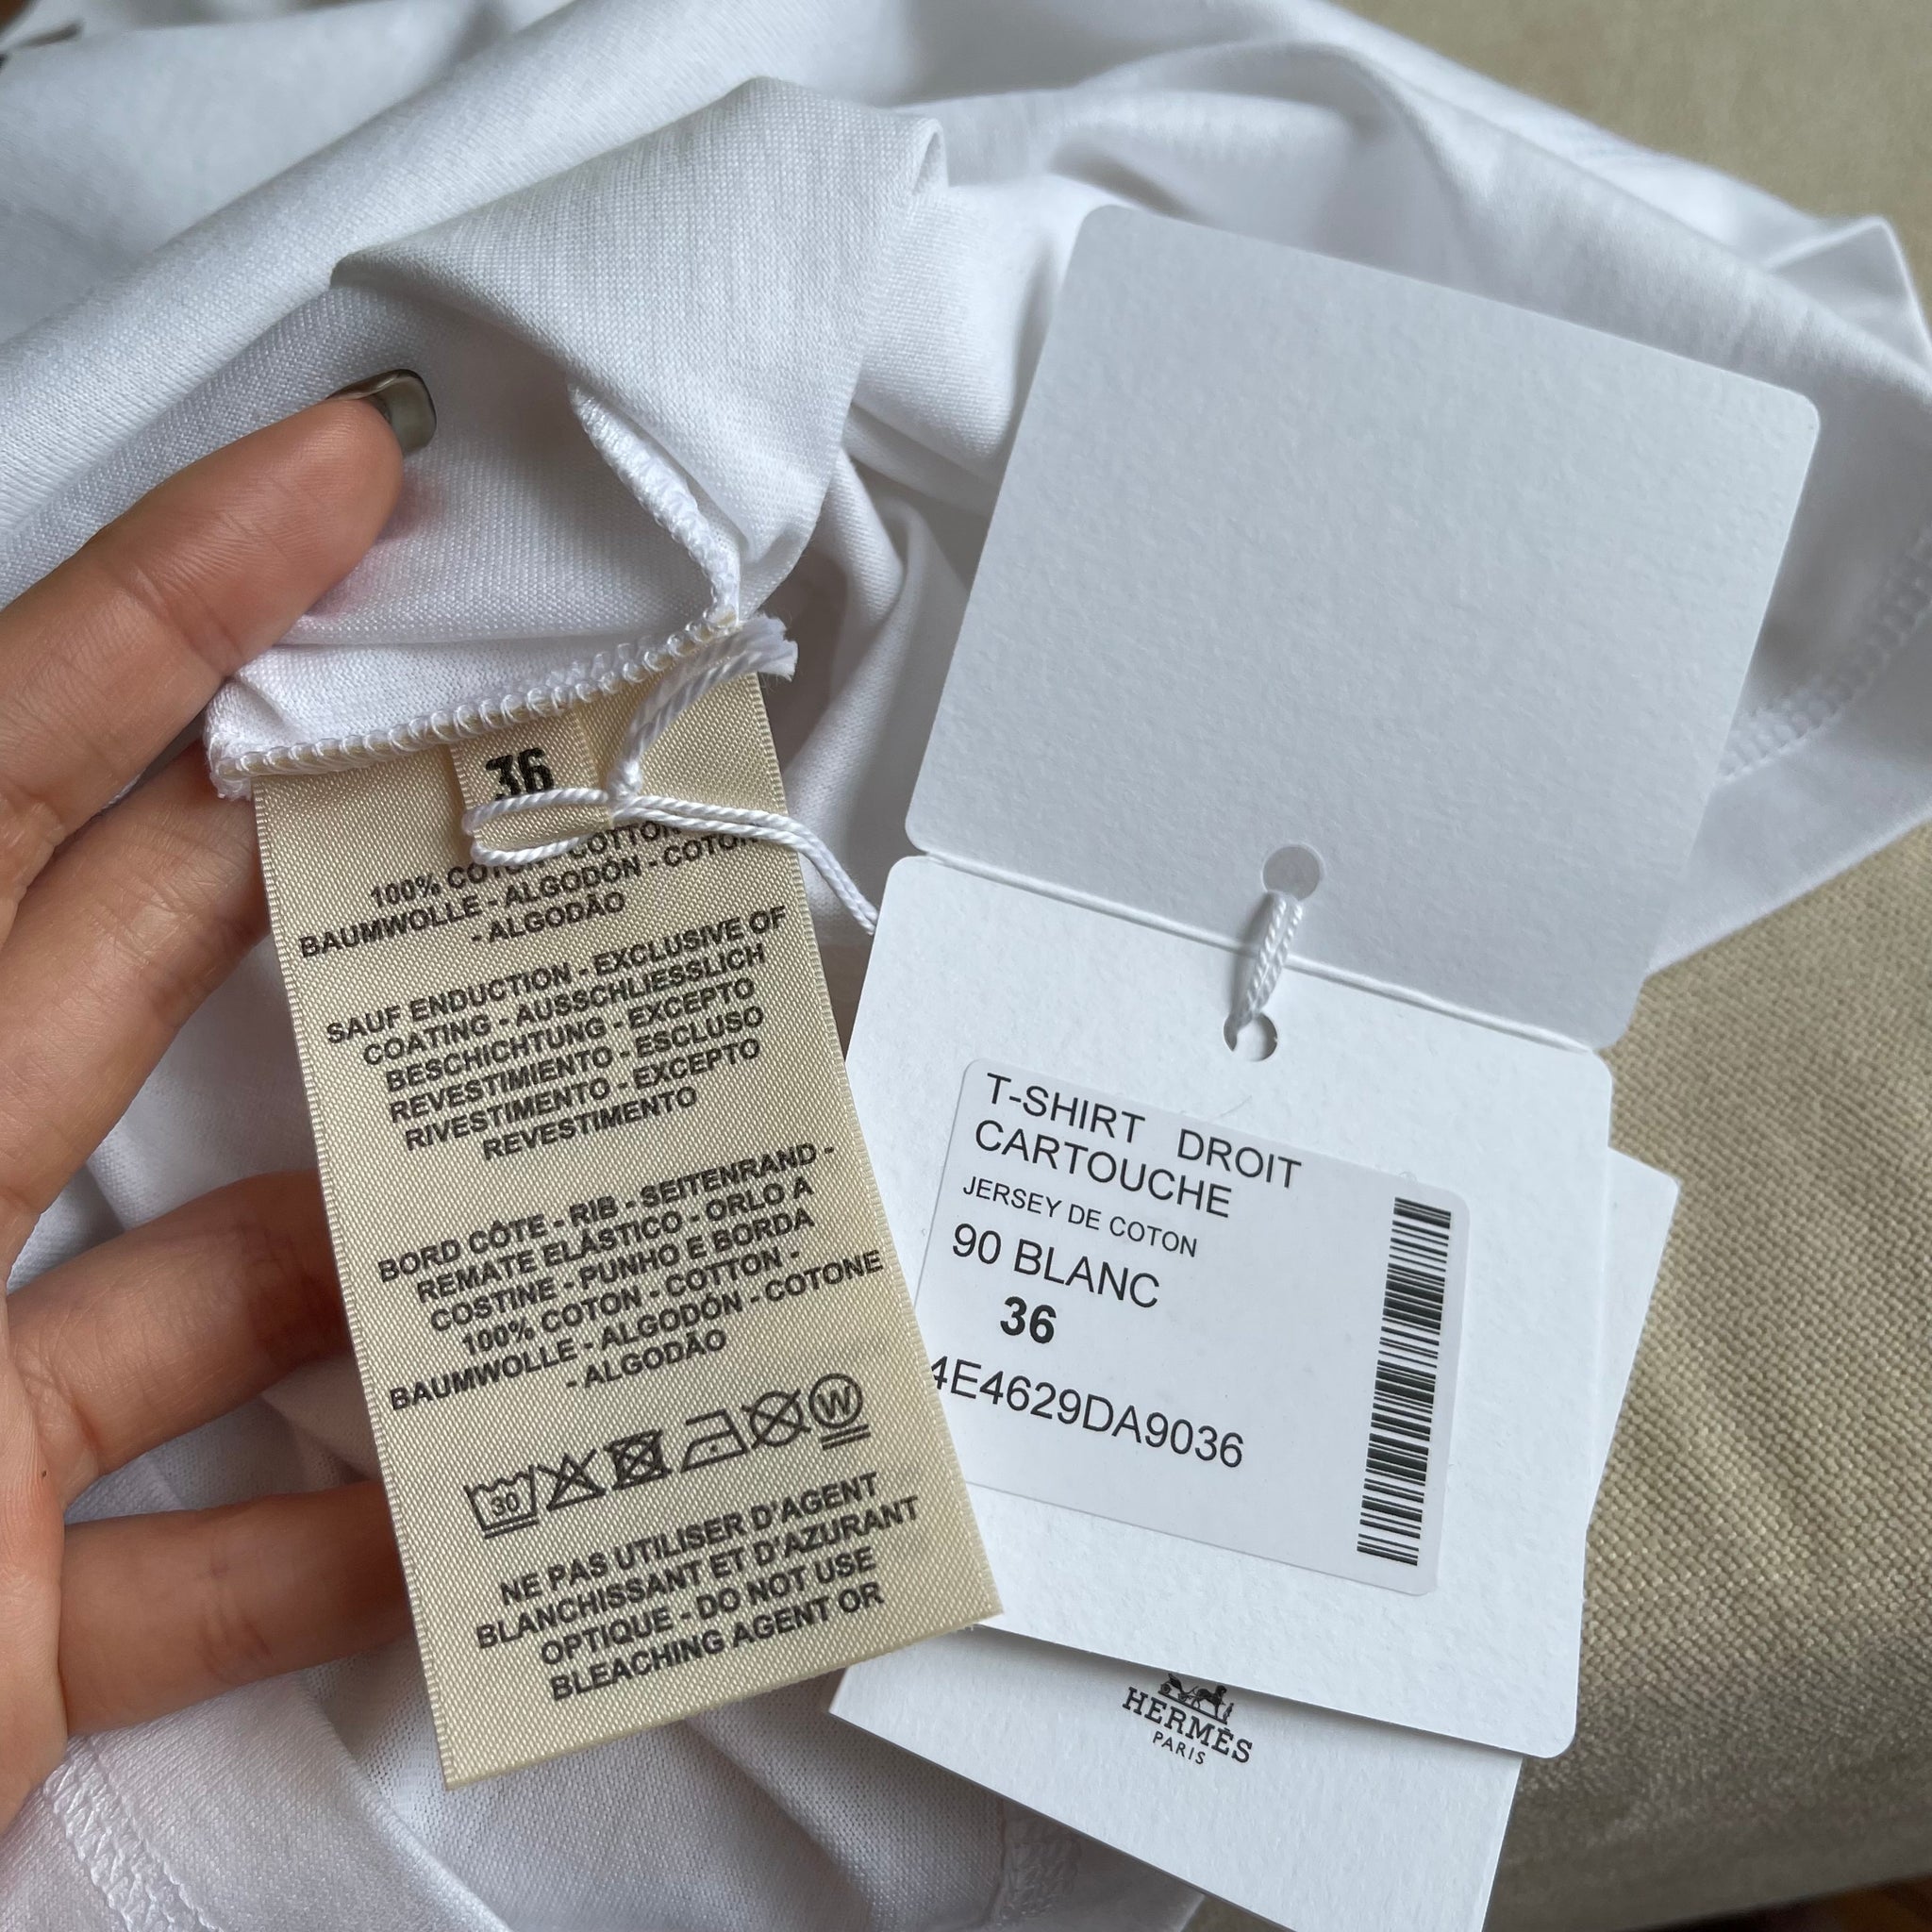 36
100% COTON - COTTON
BAUMWOLLE - ALGODÓN - COTONE
- ALGODÃO
SAUF ENDUCTION - EXCLUSIVE OF
COATING - AUSSCHLIESSLICH
BESCHICHTUNG - EXCEPTO
REVESTIMIENTO - ESCLUSO
RIVESTIMENTO - EXCEPTO
REVESTIMENTO
BORD CÔTE - RIB - SEITENRAND -
REMATE ELÁSTICO - ORLO A
COSTINE - PUNHO E BORDA
100% COTON - COTTON -
BAUMWOLLE - ALGODÓN - COTONE
- ALGODÃO
30
W
NE PAS UTILISER D'AGENT
BLANCHISSANT ET D'AZURANT
OPTIQUE - DO NOT USE
BLEACHING AGENT OR
T-SHIRT DROIT
CARTOUCHE
JERSEY DE COTON
90 BLANC
36
4E4629DA9036
HERMÈS
PARIS